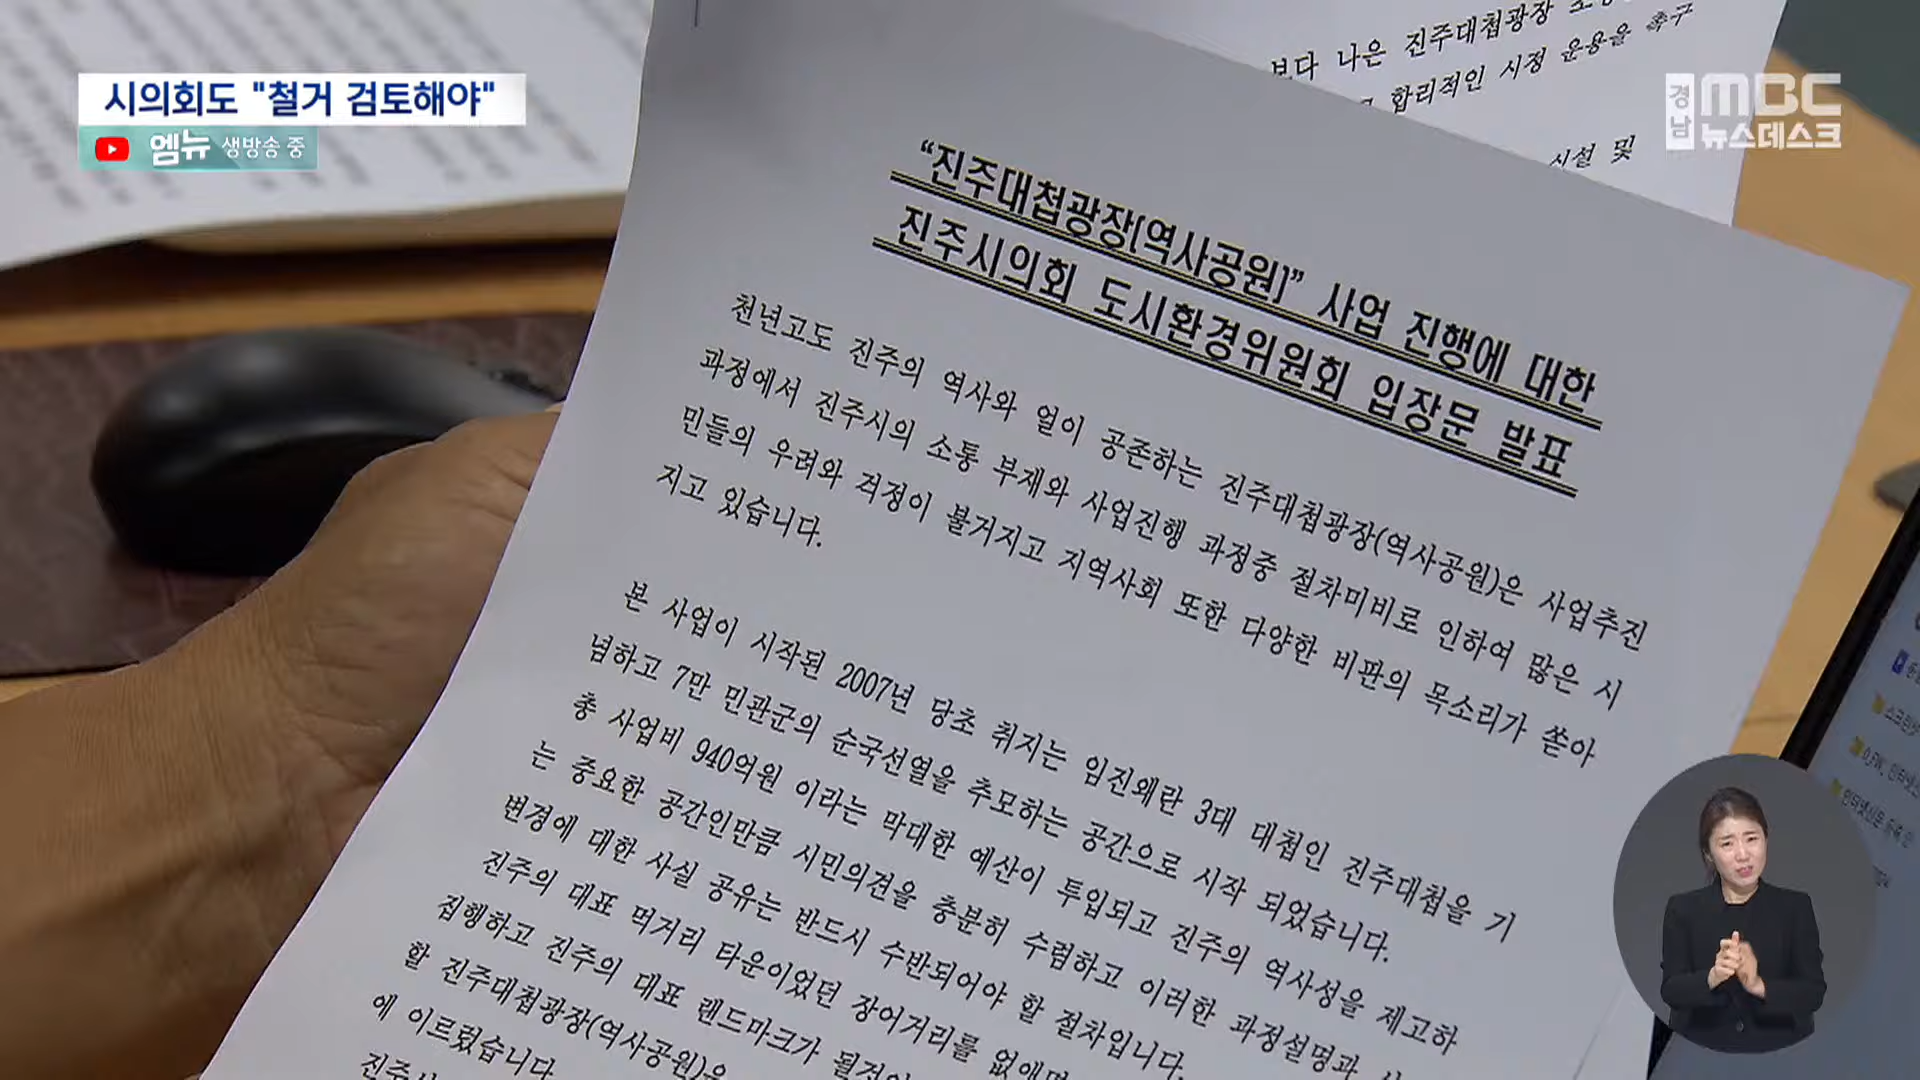 시의회도 "철거 검토해야"
엠뉴 생방송 중
경남 MBC
뉴스데스크
보다 나은 진주대첩광장
합리적인 시정 운용을 촉구
시설 및
“진주대첩광장(역사공원)” 사업 진행에 대한
진주시의회 도시환경위원회 입장문 발표
천년고도 진주의 역사와 얼이 공존하는 진주대첩광장(역사공원)은 사업추진
과정에서 진주시의 소통 부재와 사업진행 과정중 절차미비로 인하여 많은 시
민들의 우려와 걱정이 불거지고 지역사회 또한 다양한 비판의 목소리가 쏟아
지고 있습니다.
본 사업이 시작된 2007년 당초 취지는 임진왜란 3대 대첩인 진주대첩을 기
념하고 7만 민관군의 순국선열을 추모하는 공간으로 시작 되었습니다.
총 사업비 940억원 이라는 막대한 예산이 투입되고 진주의 역사성을 제고하
는 중요한 공간인만큼 시민의견을 충분히 수렴하고 이러한 과정설명과
변경에 대한 사실 공유는 반드시 수반되어야 할 절차입니다.
진주의 대표 먹거리 타운이었던 장어거리를 없애며
집행하고 진주의 대표 랜드마크가
할 진주대첩광장(역사공원)은
에 이르렀습니다